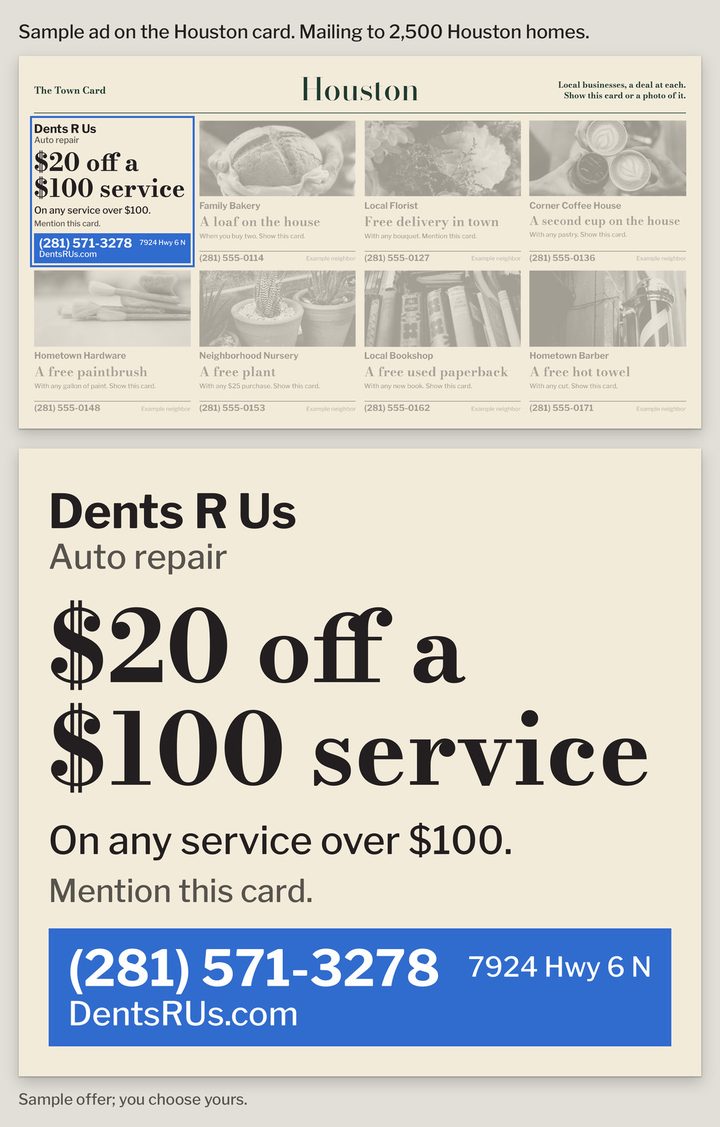 Sample ad on the Houston card. Mailing to 2,500 Houston homes.
The Town Card
Houston
Local businesses, a deal at each.
Show this card or a photo of it.
Dents R Us
Auto repair
$20 off a
$100 service
On any service over $100.
Mention this card.
(281) 571-3278 7924 Hwy 6 N
DentsRUs.com
Family Bakery
A loaf on the house
When you buy two. Show this card.
(281) 555-0114 Example neighbor
Local Florist
Free delivery in town
With any bouquet. Mention this card.
(281) 555-0127 Example neighbor
Corner Coffee House
A second cup on the house
With any pastry. Show this card.
(281) 555-0136 Example neighbor
Hometown Hardware
A free paintbrush
With any gallon of paint. Show this card.
(281) 555-0148 Example neighbor
Neighborhood Nursery
A free plant
With any $25 purchase. Show this card.
(281) 555-0153 Example neighbor
Local Bookshop
A free used paperback
With any new book. Show this card.
(281) 555-0162 Example neighbor
Hometown Barber
A free hot towel
With any cut. Show this card.
(281) 555-0171 Example neighbor
Dents R Us
Auto repair
$20 off a
$100 service
On any service over $100.
Mention this card.
(281) 571-3278 7924 Hwy 6 N
DentsRUs.com
Sample offer; you choose yours.